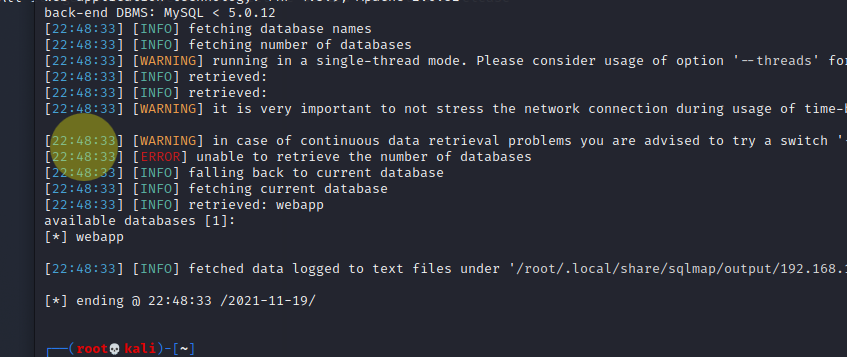 back-end DBMS: MySQL < 5.0.12
[22:48:33] [INFO] fetching database names
[22:48:33] [INFO] fetching number of databases
[22:48:33] [WARNING] running in a single-thread mode. Please consider usage of option '--threads' for
[22:48:33] [INFO] retrieved:
[22:48:33] [INFO] retrieved:
[22:48:33] [WARNING] it is very important to not stress the network connection during usage of time-b
[22:48:33] [WARNING] in case of continuous data retrieval problems you are advised to try a switch '-
[22:48:33] [ERROR] unable to retrieve the number of databases
[22:48:33] [INFO] falling back to current database
[22:48:33] [INFO] fetching current database
[22:48:33] [INFO] retrieved: webapp
available databases [1]:
[*] webapp
[22:48:33] [INFO] fetched data logged to text files under '/root/.local/share/sqlmap/output/192.168.1
[*] ending @ 22:48:33 /2021-11-19/
┌──(root💀kali)-[~]